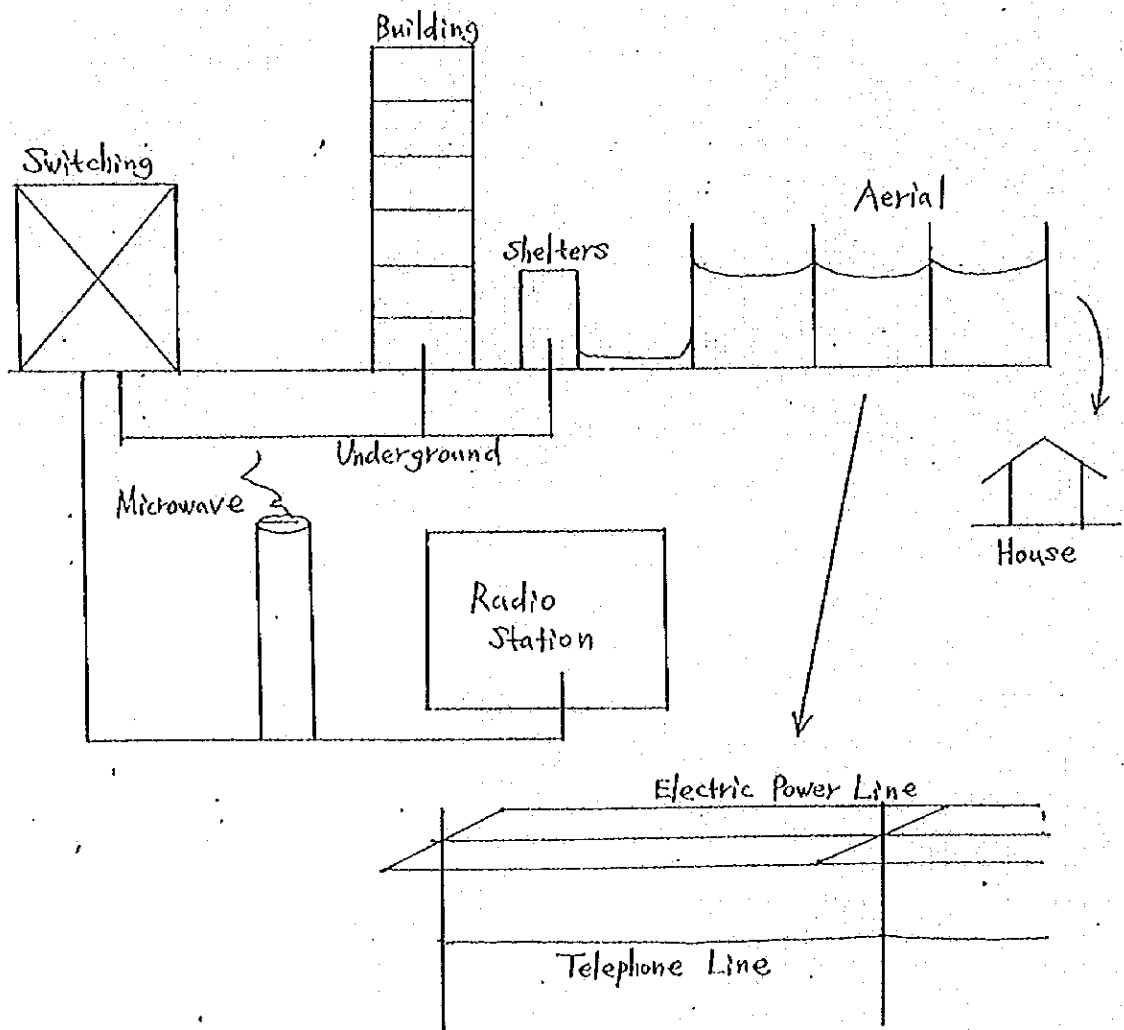 Building
Switching
Aerial
Shelters
Underground
Microwave
House
Radio
Station
Electric Power Line
Telephone Line